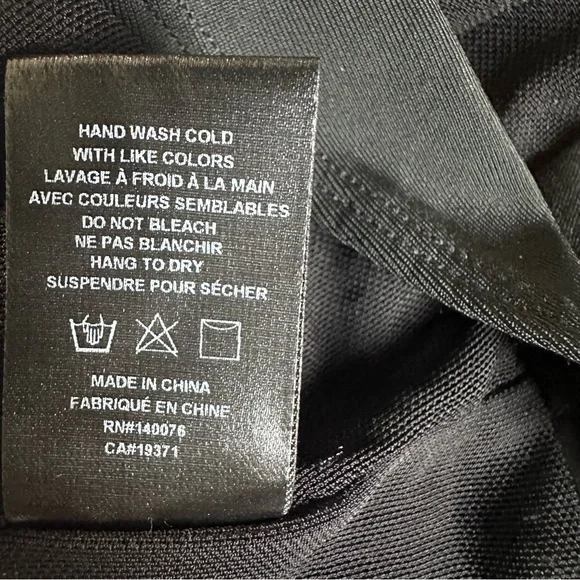 HAND WASH COLD
WITH LIKE COLORS
LAVAGE À FROID À LA MAIN
AVEC COULEURS SEMBLABLES
DO NOT BLEACH
NE PAS BLANCHIR
HANG TO DRY
SUSPENDRE POUR SÉCHER
MADE IN CHINA
FABRIQUÉ EN CHINE
RN#140076
CA#19371